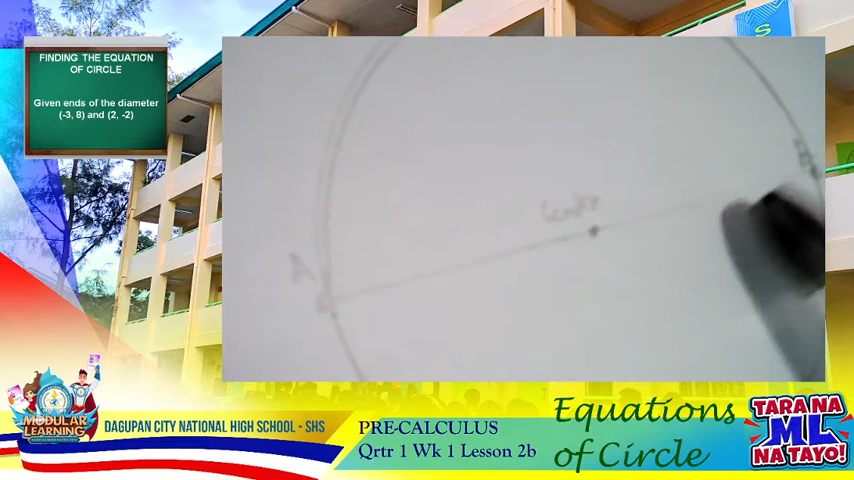 FINDING THE EQUATION
OF CIRCLE
Given ends of the diameter
(-3, 8) and (2, -2)
S
center
MODULAR
LEARNING
DAGUPAN CITY NATIONAL HIGH SCHOOL - SHS
PRE-CALCULUS
Qrtr 1 Wk 1 Lesson 2b
Equations
of Circle
TARA NA
ML
NA TAYO!